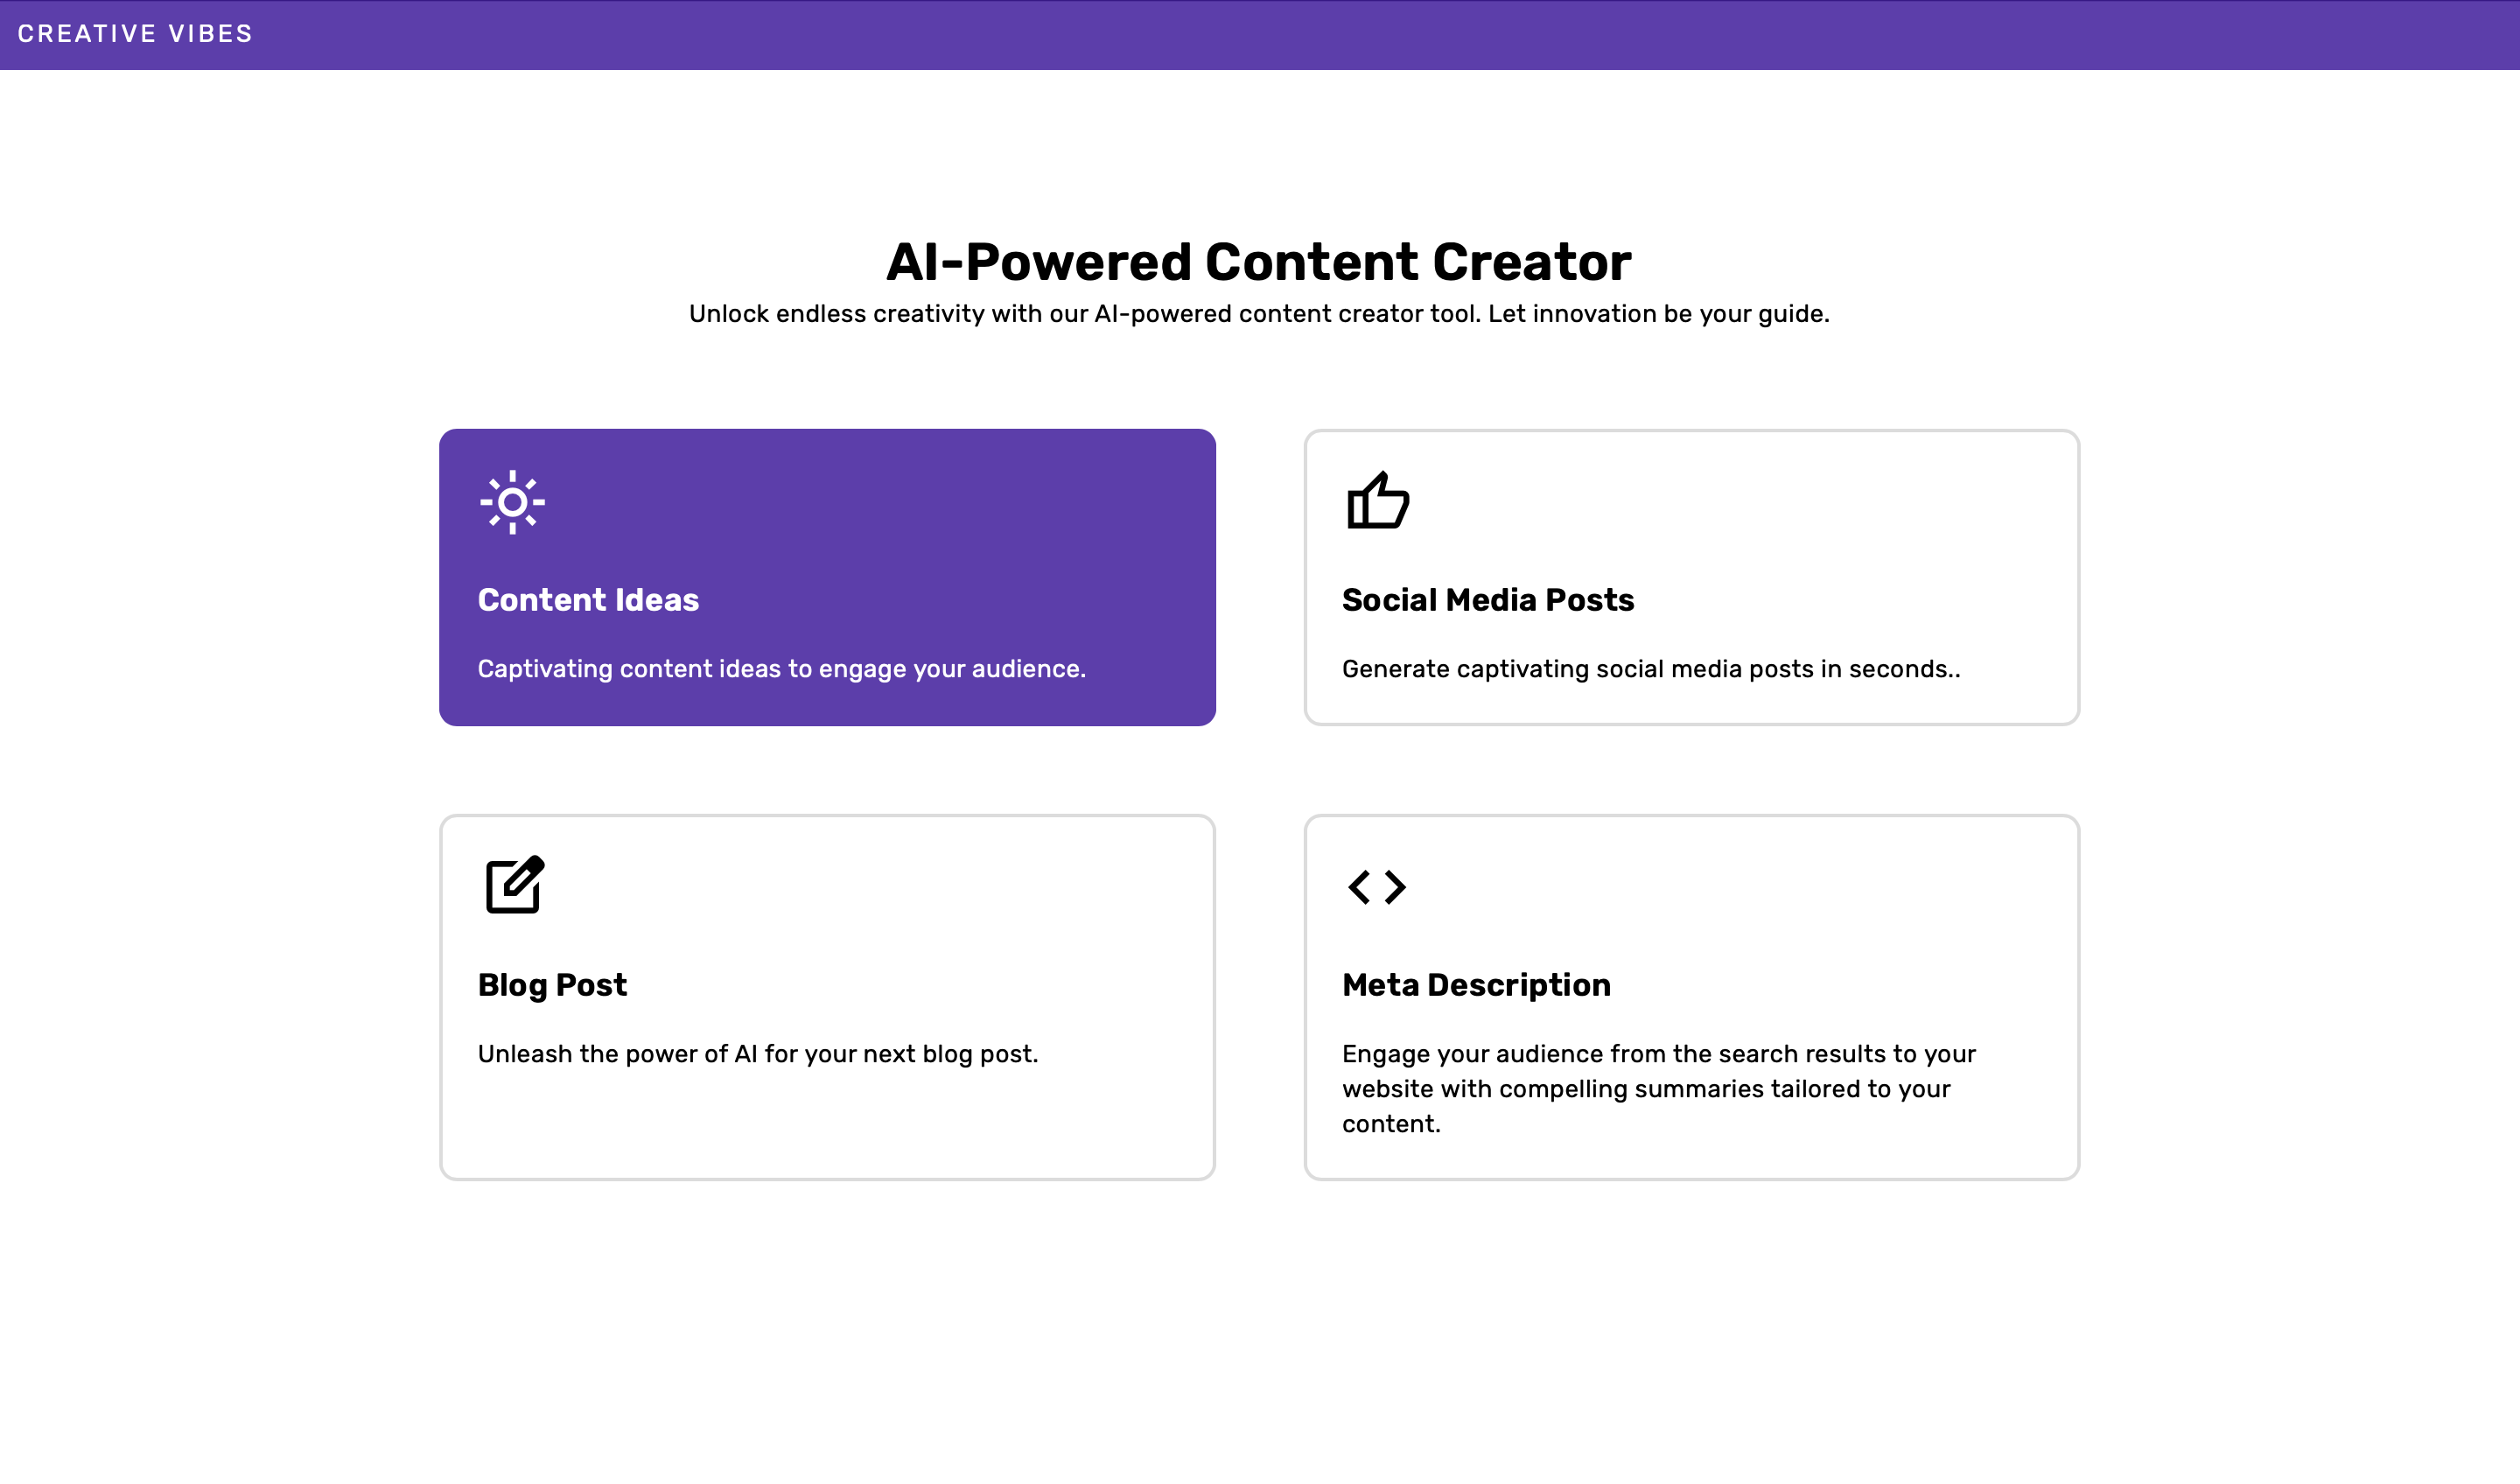 CREATIVE VIBES
AI-Powered Content Creator
Unlock endless creativity with our AI-powered content creator tool. Let innovation be your guide.
Content Ideas
Captivating content ideas to engage your audience.
Social Media Posts
Generate captivating social media posts in seconds..
Blog Post
Unleash the power of AI for your next blog post.
Meta Description
Engage your audience from the search results to your
website with compelling summaries tailored to your
content.